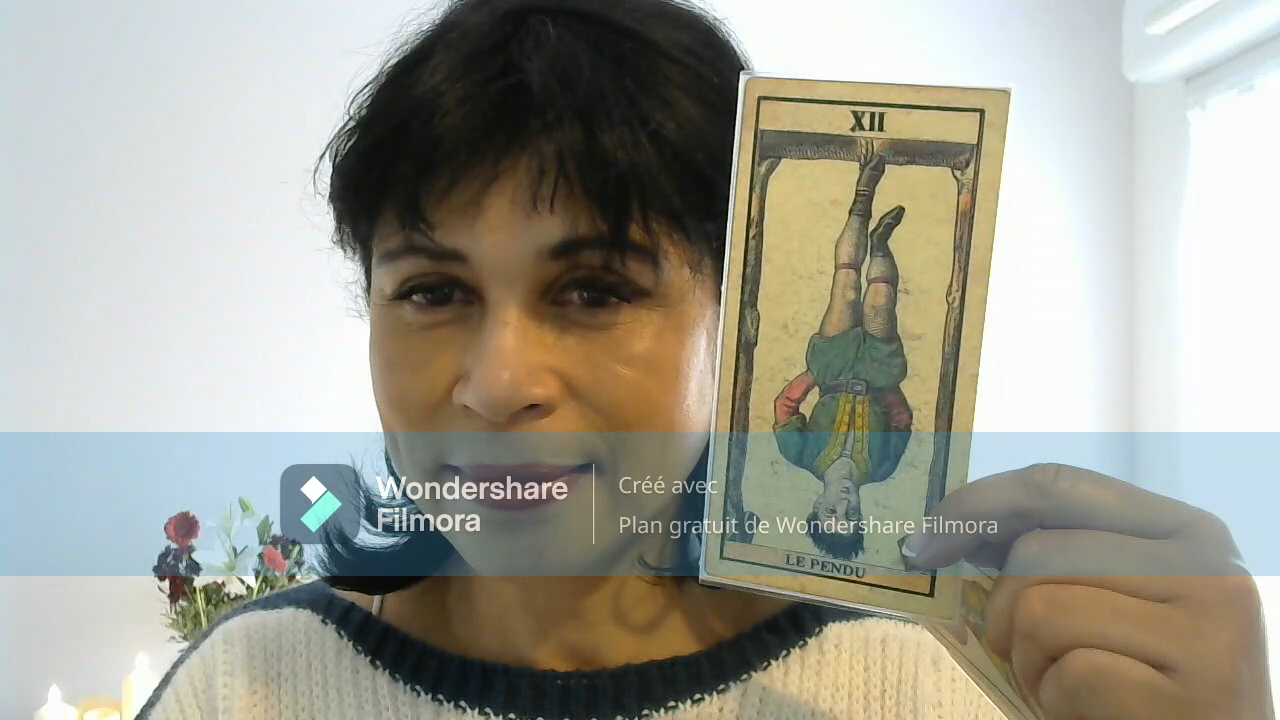 XII
Wondershare
Filmora
Créé avec
Plan gratuit de Wondershare Filmora
LE PENDU